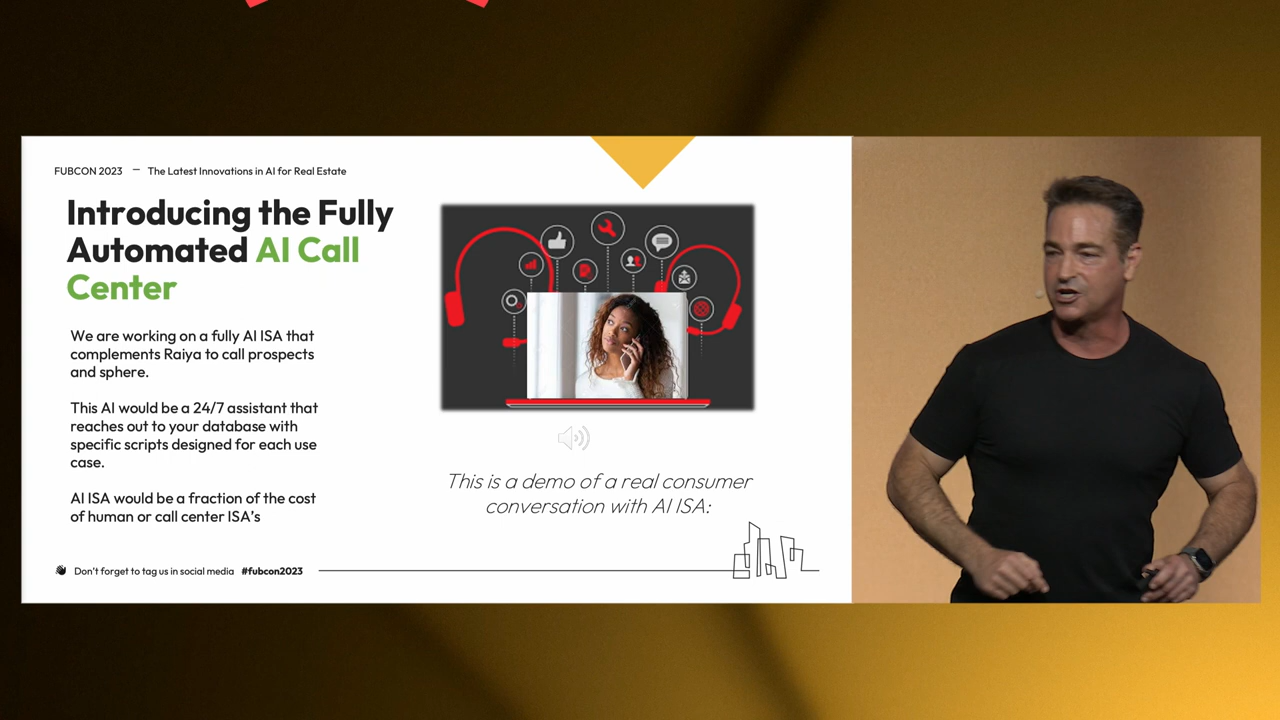 FUBCON 2023 — The Latest Innovations in AI for Real Estate
Introducing the Fully
Automated AI Call
Center
We are working on a fully AI ISA that
complements Raiya to call prospects
and sphere.
This AI would be a 24/7 assistant that
reaches out to your database with
specific scripts designed for each use
case.
AI ISA would be a fraction of the cost
of human or call center ISA's
This is a demo of a real consumer
conversation with AI ISA:
Don't forget to tag us in social media #fubcon2023